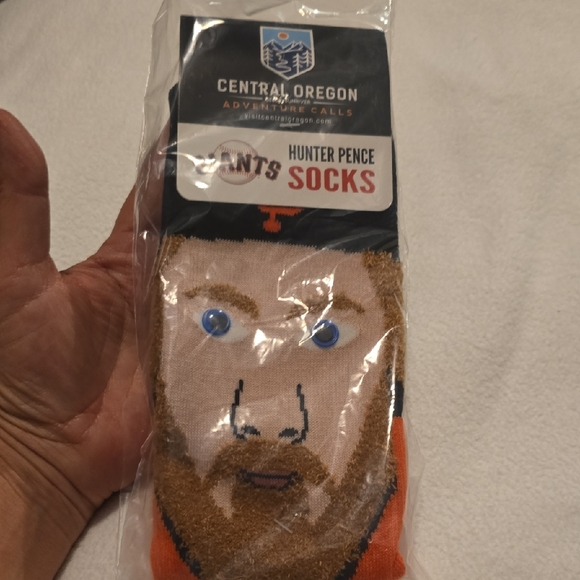 CENTRAL OREGON
ADVENTURE CALLS
visitcentraloregon.com
GIANTS
HUNTER PENCE
SOCKS